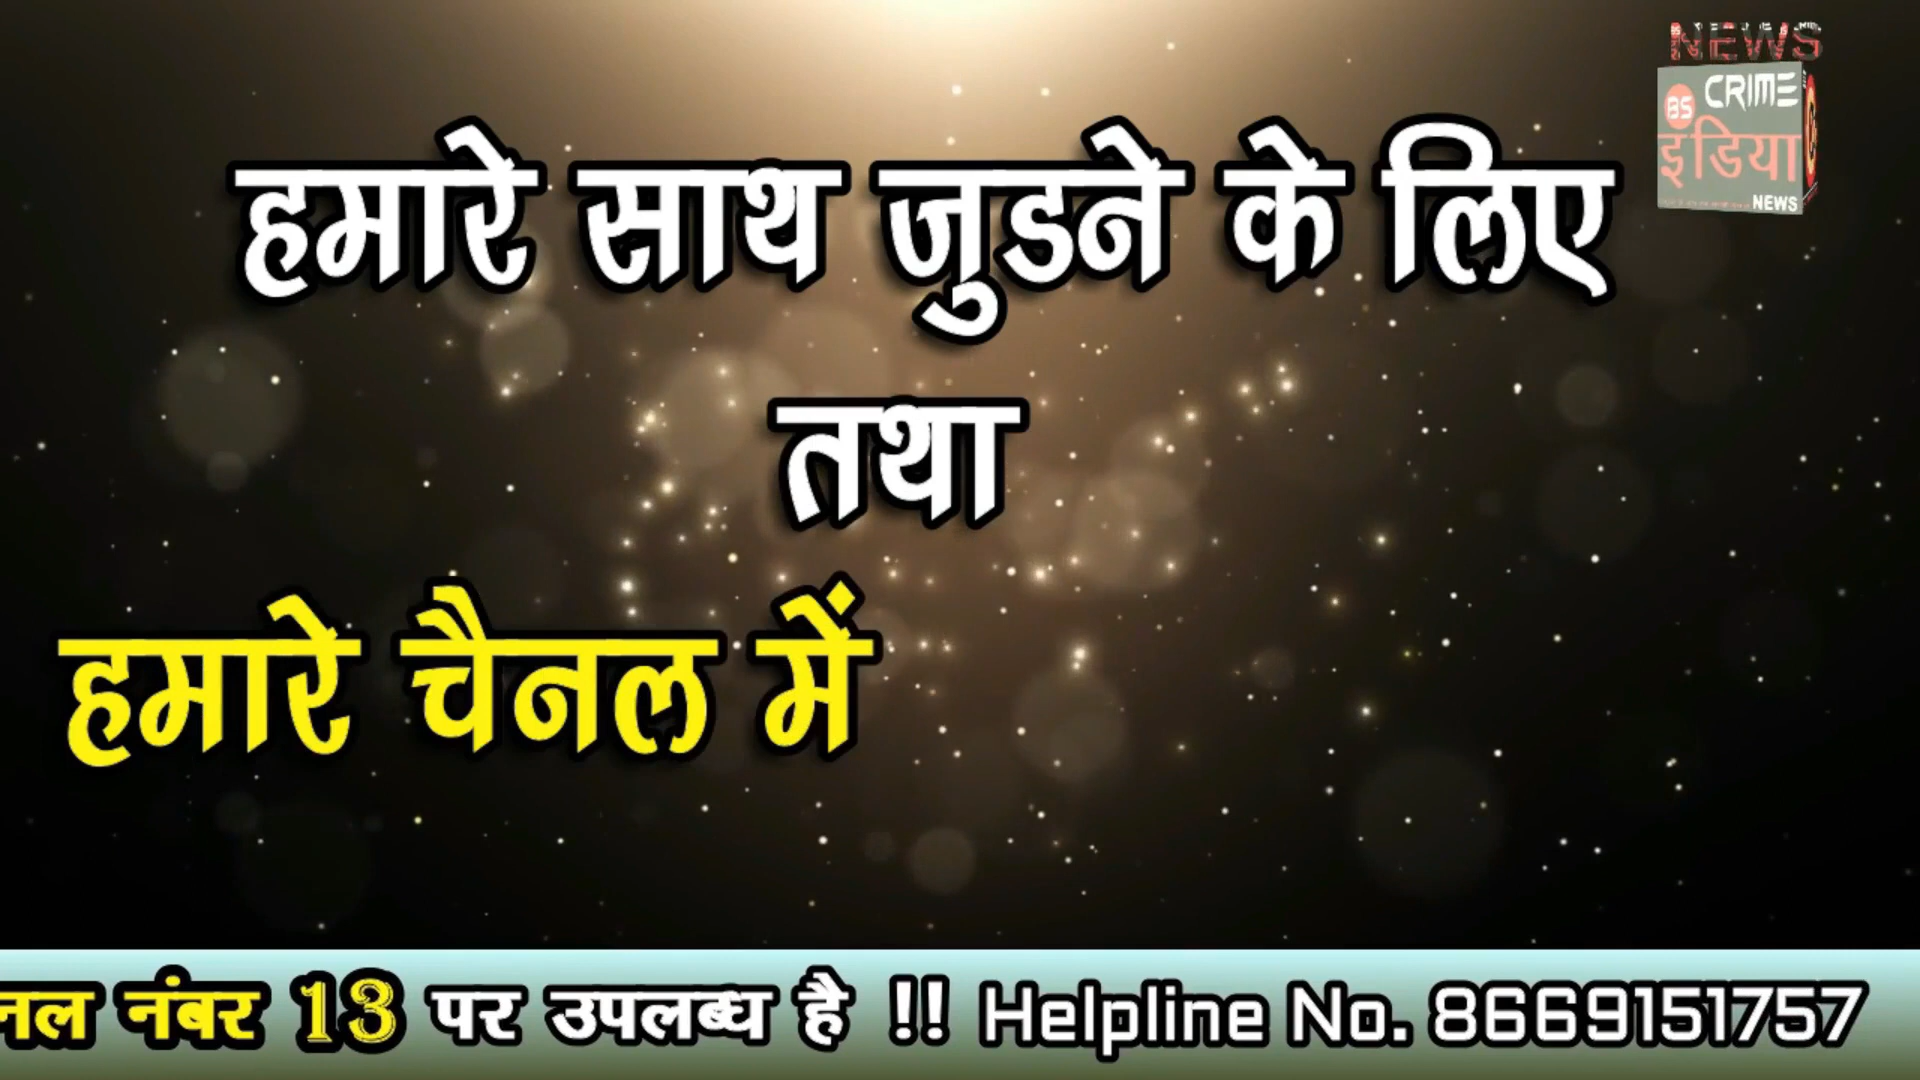 NEWS
BS CRIME
इंडिया
NEWS
हमारे साथ जुडने के लिए
तथा
हमारे चैनल में
नल नंबर 13 पर उपलब्ध है !! Helpline No. 8669151757